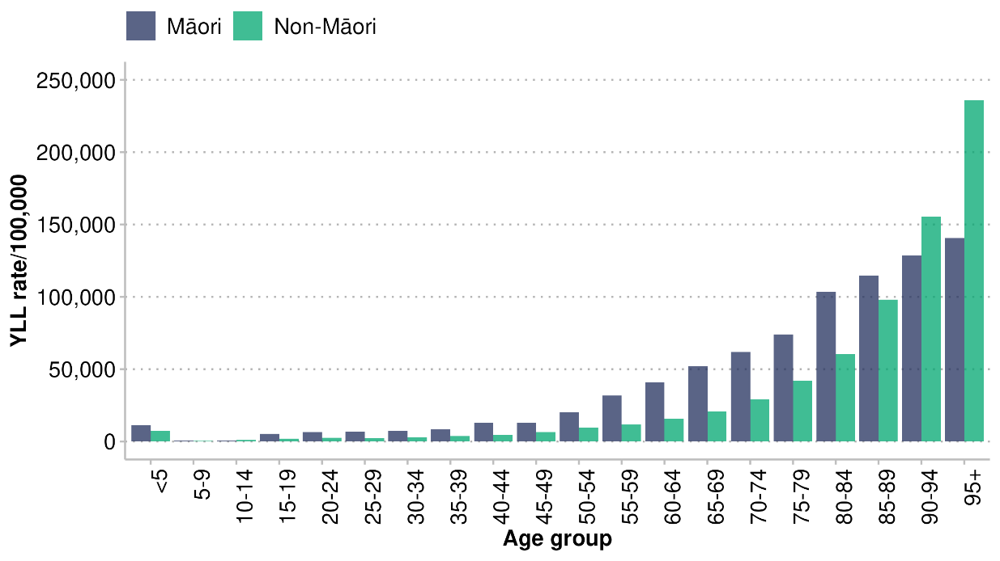 Māori Non-Māori
YLL rate/100,000
250,000
200,000
150,000
100,000
50,000
0
<5 5-9 10-14 15-19 20-24 25-29 30-34 35-39 40-44 45-49 50-54 55-59 60-64 65-69 70-74 75-79 80-84 85-89 90-94 95+
Age group